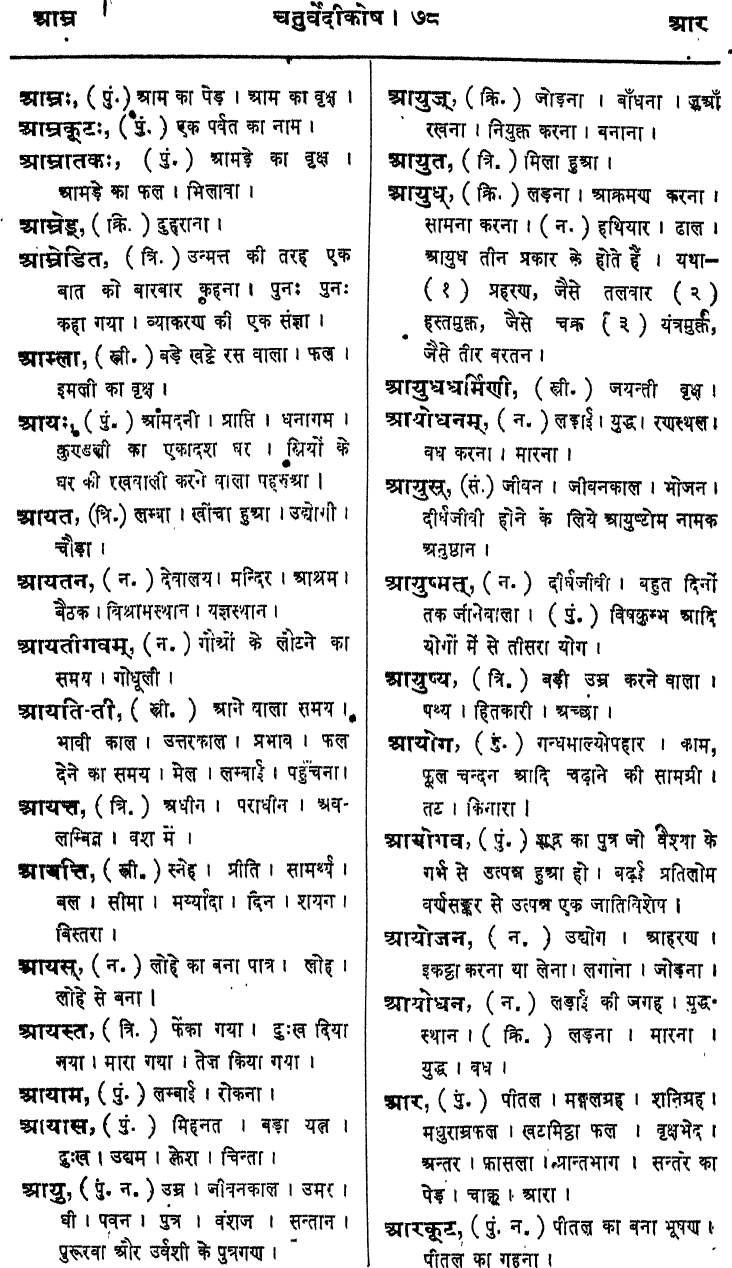 आम्र
चतुर्वेदीकोष । ७८
आर
आम्रः, ( पुं. ) आम का पेड़ । आम का वृक्ष ।
आम्रकूटः, ( पुं. ) एक पर्वत का नाम ।
आम्रातकः, ( पुं. ) आमड़े का वृक्ष ।
आमड़े का फल । भिलावा ।
आम्रेड्, ( क्रि. ) दुहराना ।
आम्रेडित, ( त्रि. ) उन्मत्त की तरह एक
बात को बारबार कहना । पुनः पुनः
कहा गया । व्याकरण की एक संज्ञा ।
आम्ला, ( स्त्री. ) बड़े खट्टे रस वाला । फल ।
इमली का वृक्ष ।
आयः, ( पुं. ) आंमदनी । प्राप्ति । धनागम ।
कुण्डली का एकादश घर । स्त्रियों के
घर की रखवाली करने वाला पहरुआ ।
आयत, (त्रि.) लम्बा । खींचा हुआ । उद्योगी ।
चौड़ा ।
आयतन, ( न. ) देवालय । मन्दिर । आश्रम ।
बैठक । विश्रामस्थान । यज्ञस्थान ।
आयतीगवम्, ( न. ) गौओं के लौटने का
समय । गोधूली ।
आयति-ती, ( स्त्री. ) आने वाला समय ।
भावी काल । उत्तरकाल । प्रभाव । फल
देने का समय । मेल । लम्बाई । पहुँचना ।
आयत्त, ( त्रि. ) अधीन । पराधीन । अव-
लम्बित । वश में ।
आयत्ति, ( स्त्री. ) स्नेह । प्रीति । सामर्थ्य ।
बल । सीमा । मर्य्यादा । दिन । शयन ।
बिस्तरा ।
आयस्, ( न. ) लोहे का बना पात्र । लोह ।
लोहे से बना ।
आयस्त, ( त्रि. ) फेंका गया । दुःख दिया
गया । मारा गया । तेज किया गया ।
आयाम, ( पुं. ) लम्बाई । रोकना ।
आयास, ( पुं. ) मिहनत । बड़ा यत्न ।
दुःख । उद्यम । क्लेश । चिन्ता ।
आयु, ( पुं. न. ) उम्र । जीवनकाल । उमर ।
घी । पवन । पुत्र । वंशज । सन्तान ।
पुरूरवा और उर्वशी के पुत्रगण ।
आयुज्, ( क्रि. ) जोड़ना । बाँधना । जूआँ
रखना । नियुक्त करना । बनाना ।
आयुत, ( त्रि. ) मिला हुआ ।
आयुध्, ( क्रि. ) लड़ना । आक्रमण करना ।
सामना करना । ( न. ) हथियार । ढाल ।
आयुध तीन प्रकार के होते हैं । यथा—
( १ ) प्रहरण, जैसे तलवार ( २ )
हस्तमुक्त, जैसे चक्र ( ३ ) यंत्रमुर्क्त,
जैसे तीर बरतन ।
आयुधधर्मिणी, ( स्त्री. ) जयन्ती वृक्ष ।
आयोधनम्, ( न. ) लड़ाई । युद्ध । रणस्थल ।
वध करना । मारना ।
आयुस्, (सं.) जीवन । जीवनकाल । भोजन ।
दीर्घजीवी होने के लिये आयुष्टोम नामक
अनुष्ठान ।
आयुष्मत्, ( न. ) दीर्घजीवी । बहुत दिनों
तक जीनेवाला । ( पुं. ) विषकुम्भ आदि
योगों में से तीसरा योग ।
आयुष्य, ( त्रि. ) बड़ी उम्र करने वाला ।
पथ्य । हितकारी । अच्छा ।
आयोग, ( पुं. ) गन्धमाल्योपहार । काम,
फूल चन्दन आदि चढ़ाने की सामग्री ।
तट । किनारा ।
आयोगव, ( पुं. ) शूद्र का पुत्र जो वैश्या के
गर्भ से उत्पन्न हुआ हो । बढ़ई प्रतिलोम
वर्णसङ्कर से उत्पन्न एक जातिविशेष ।
आयोजन, ( न. ) उद्योग । आहरण ।
इकट्ठा करना या लेना । लगाना । जोड़ना ।
आयोधन, ( न. ) लड़ाई की जगह । युद्ध-
स्थान । ( क्रि. ) लड़ना । मारना ।
युद्ध । वध ।
आर, ( पुं. ) पीतल । मङ्गलग्रह । शनिग्रह ।
मधुराम्रफल । खटमिट्ठा फल । वृक्षभेद ।
अन्तर । फ़ासला । प्रान्तभाग । सन्तरे का
पेड़ । चाकू । आरा ।
आरकूट, ( पुं. न. ) पीतल का बना भूषण ।
पीतल का गहना ।